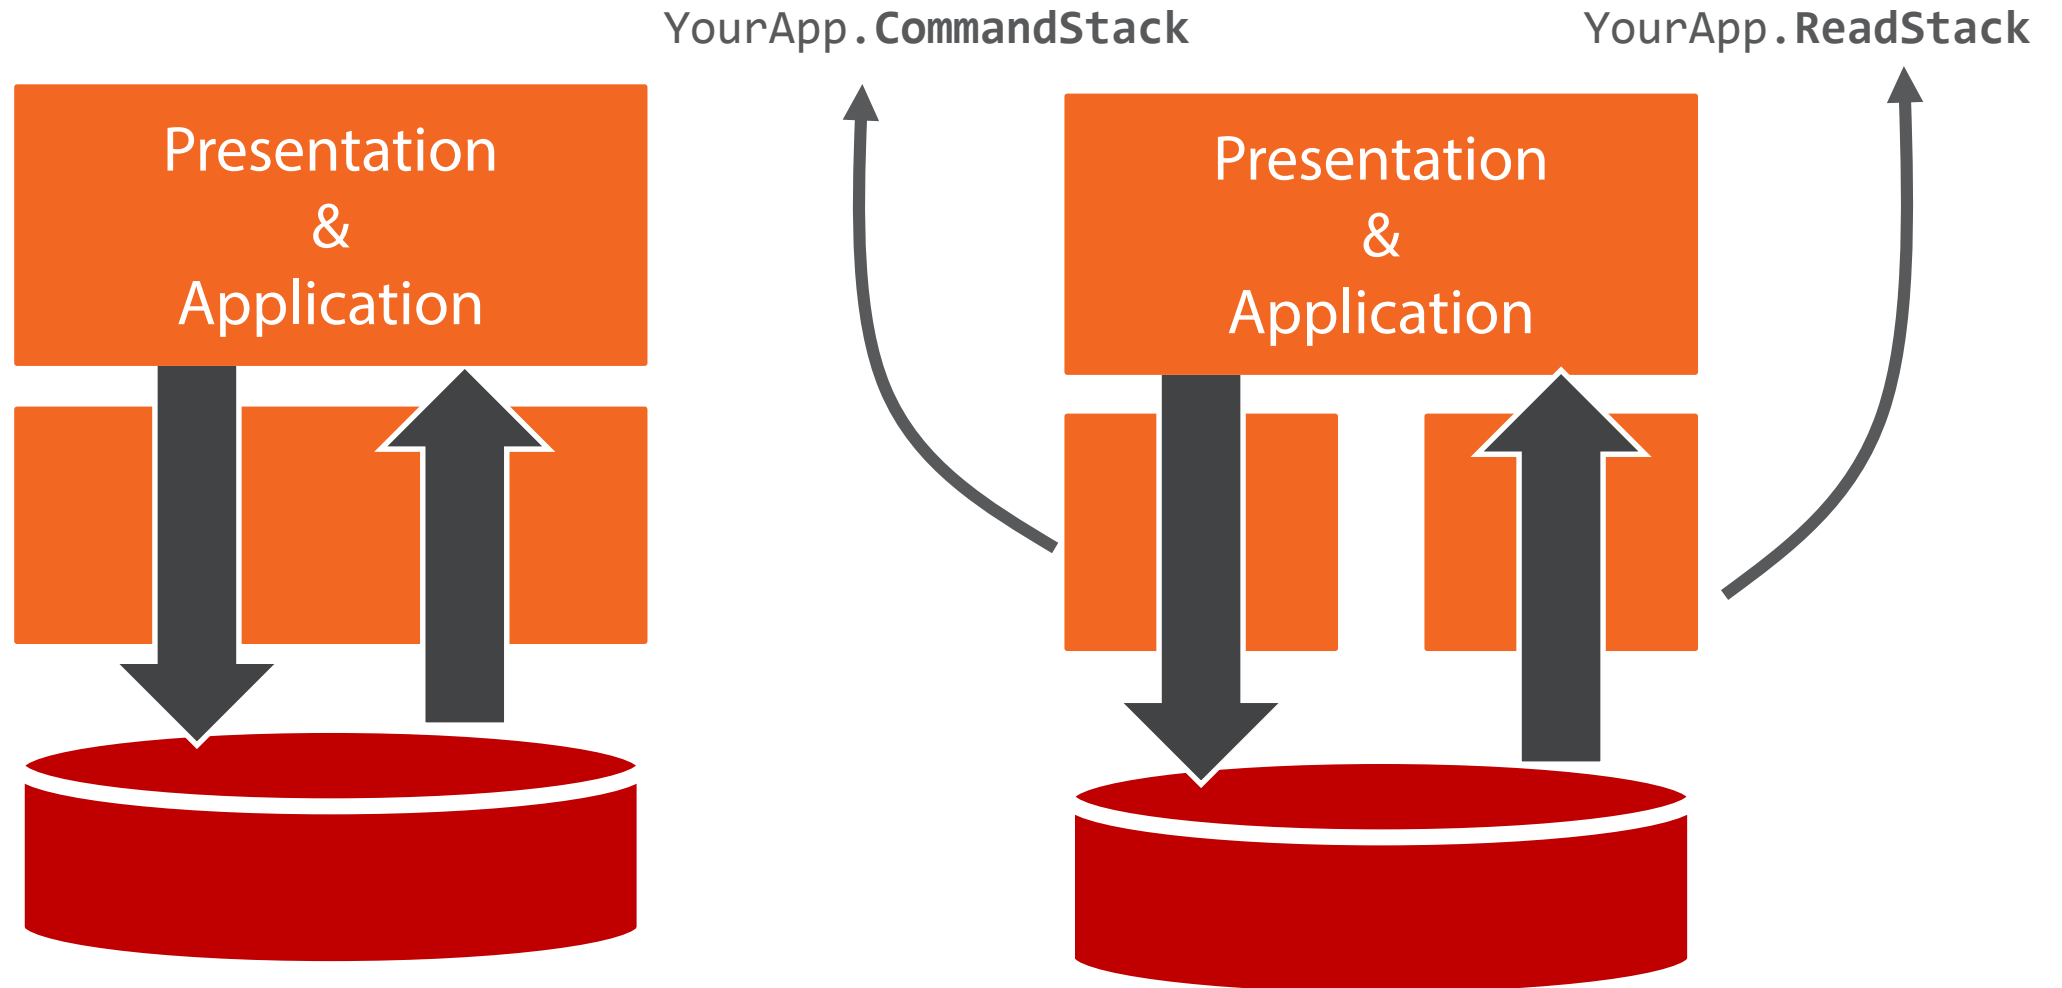 YourApp.CommandStack
YourApp.ReadStack
Presentation
&
Application
Presentation
&
Application